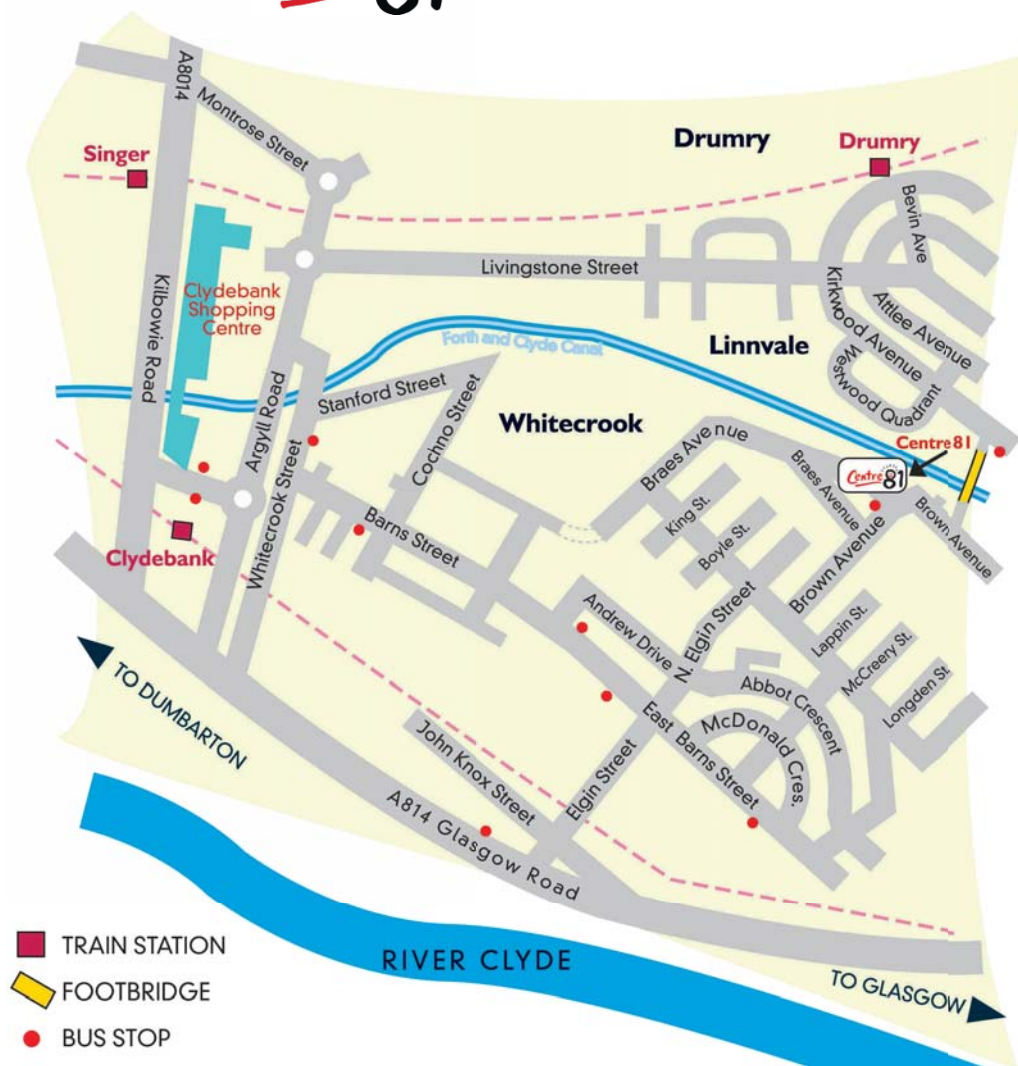 81
A8014
Montrose Street
Drumry
Drumry
Singer
Bevin Ave
Livingstone Street
Kirkwood Avenue
Attlee Avenue
Clydebank
Shopping
Centre
Kilbowie Road
Forth and Clyde Canal
Linnvale
Westwood Quadrant
Argyll Road
Stanford Street
Cochno Street
Whitecrook
Braes Avenue
Braes Avenue
Centre81
Centre 81
Whitecrook Street
Barns Street
King St.
Boyle St.
Brown Avenue
Brown Avenue
Clydebank
Andrew Drive
N. Elgin Street
Lappin St.
McCreery St.
Longden St.
TO DUMBARTON
Abbot Crescent
McDonald Cres.
East Barns Street
John Knox Street
Elgin Street
A814 Glasgow Road
RIVER CLYDE
TO GLASGOW
TRAIN STATION
FOOTBRIDGE
BUS STOP